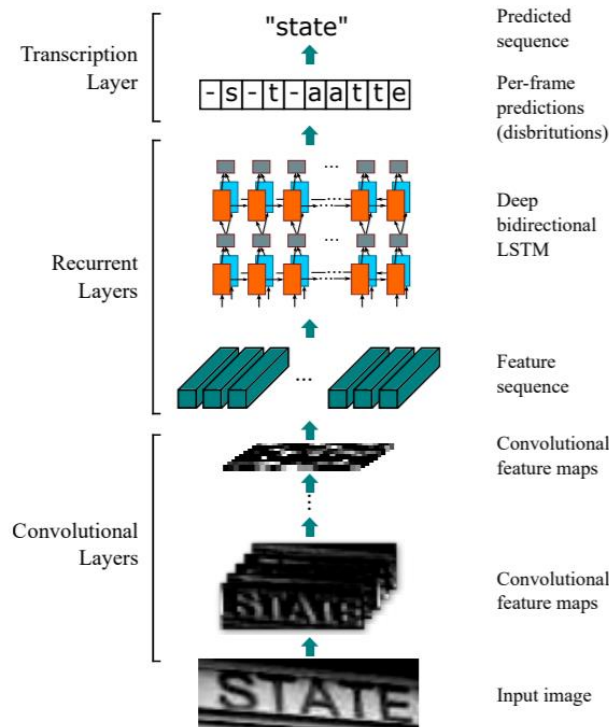 "state"
Predicted
sequence
Transcription
Layer
-s-t-aatte
Per-frame
predictions
(disbritutions)
...
...
Deep
bidirectional
LSTM
Recurrent
Layers
...
Feature
sequence
Convolutional
feature maps
Convolutional
Layers
STATE
Convolutional
feature maps
STATE
Input image